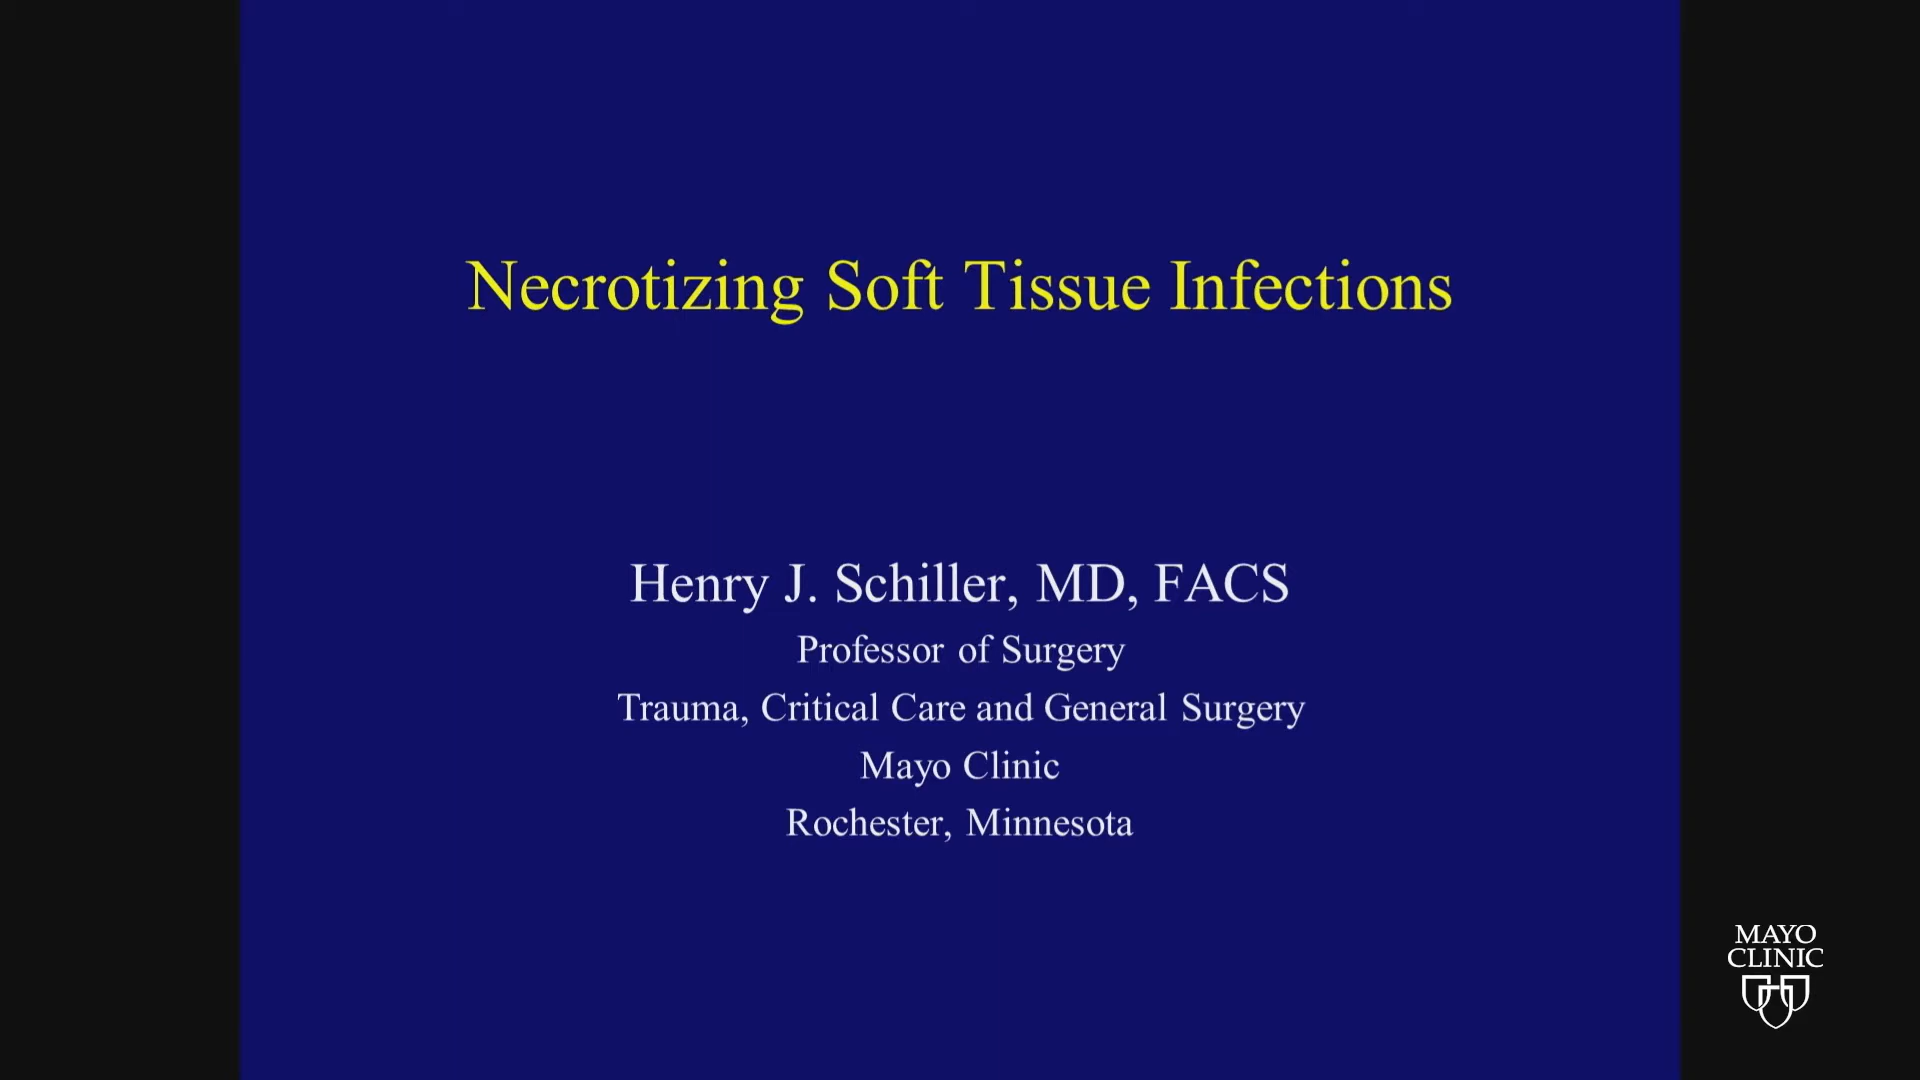 Necrotizing Soft Tissue Infections
Henry J. Schiller, MD, FACS
Professor of Surgery
Trauma, Critical Care and General Surgery
Mayo Clinic
Rochester, Minnesota
MAYO
CLINIC